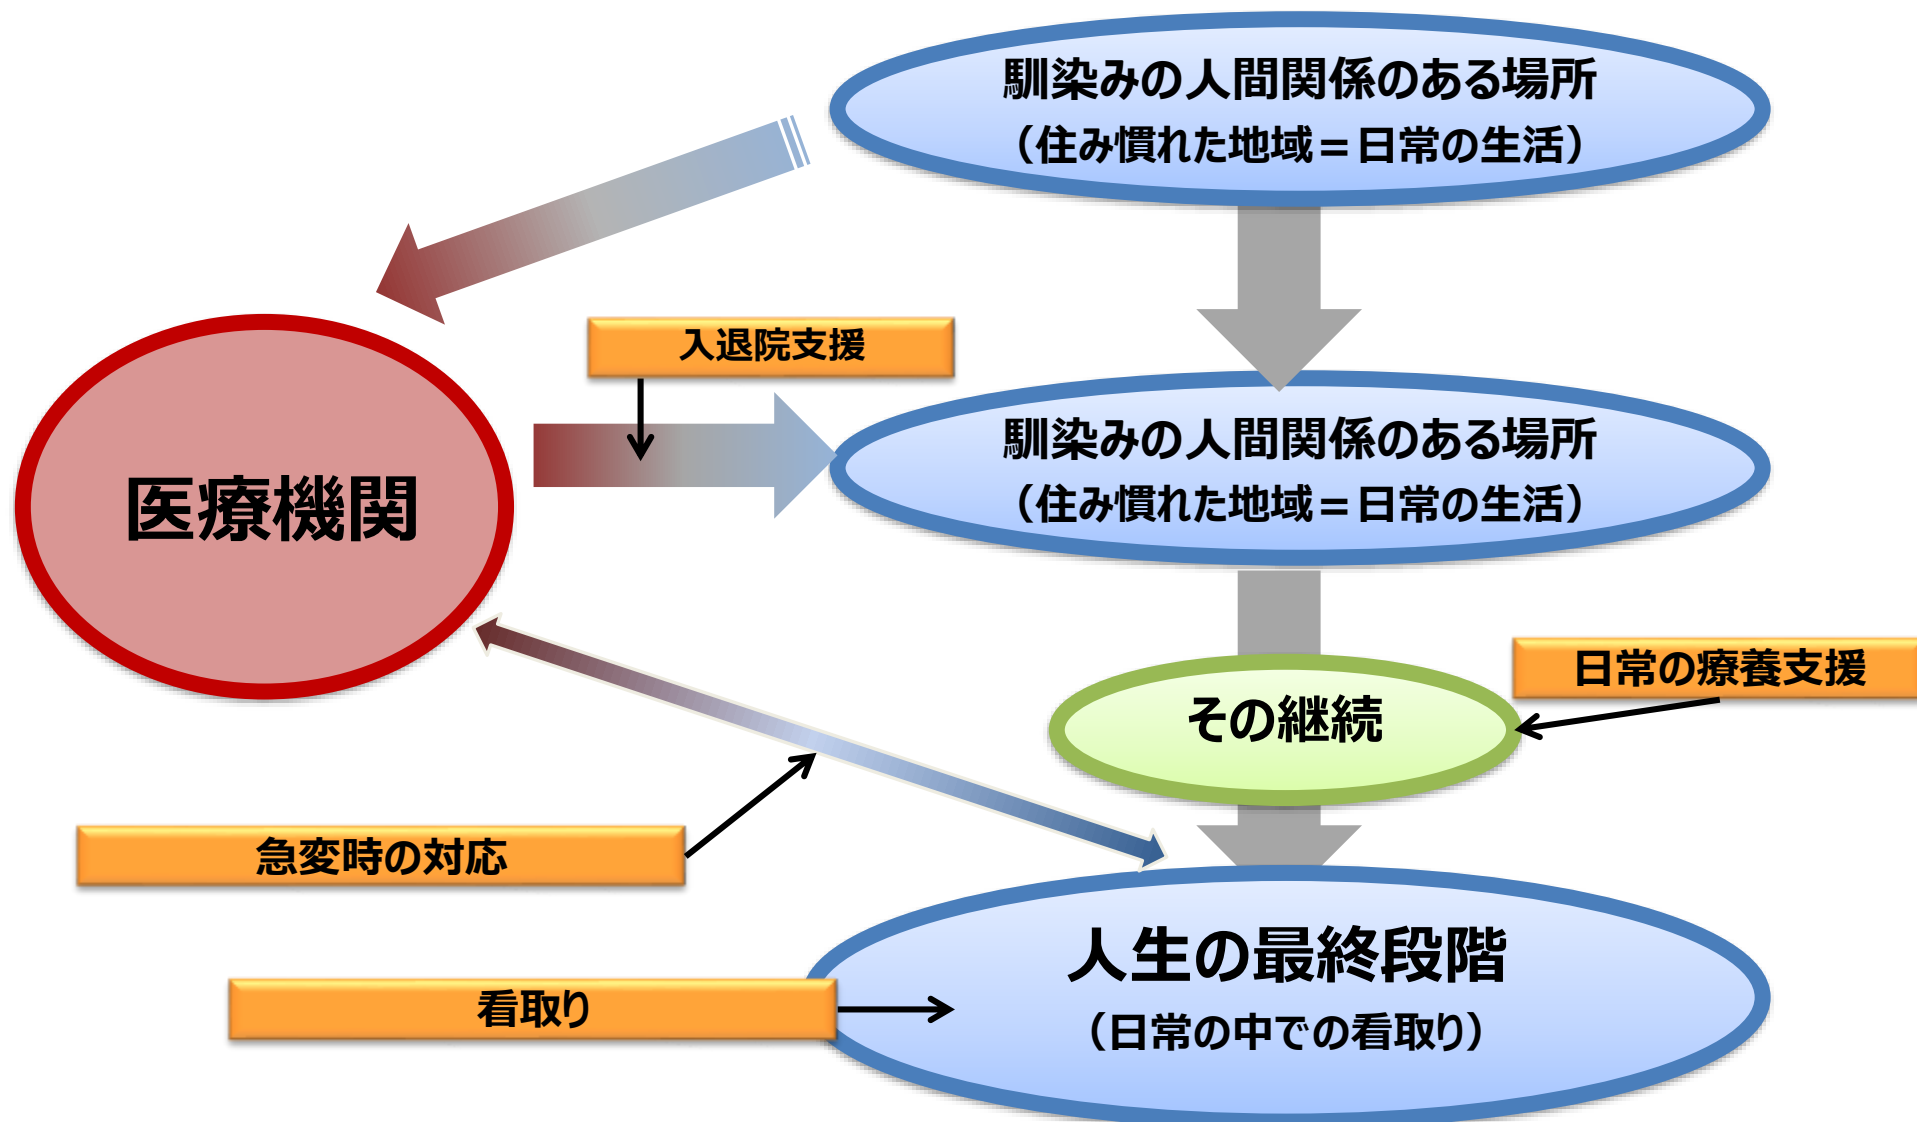 馴染みの人間関係のある場所
（住み慣れた地域＝日常の生活）
入退院支援
医療機関
馴染みの人間関係のある場所
（住み慣れた地域＝日常の生活）
日常の療養支援
その継続
急変時の対応
人生の最終段階
（日常の中での看取り）
看取り